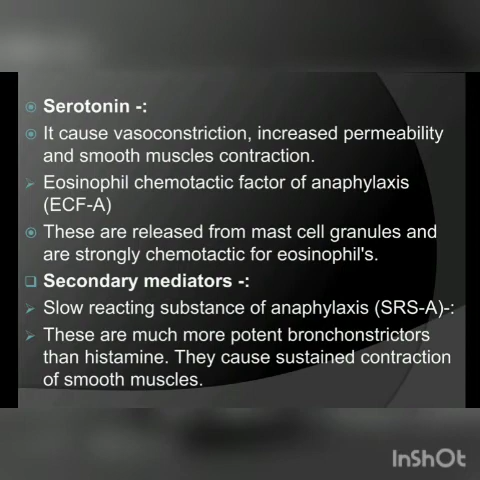 Serotonin -:
It cause vasoconstriction, increased permeability
and smooth muscles contraction.
Eosinophil chemotactic factor of anaphylaxis
(ECF-A)
These are released from mast cell granules and
are strongly chemotactic for eosinophil's.
Secondary mediators -:
Slow reacting substance of anaphylaxis (SRS-A)-:
These are much more potent bronchonstrictors
than histamine. They cause sustained contraction
of smooth muscles.
InShOt